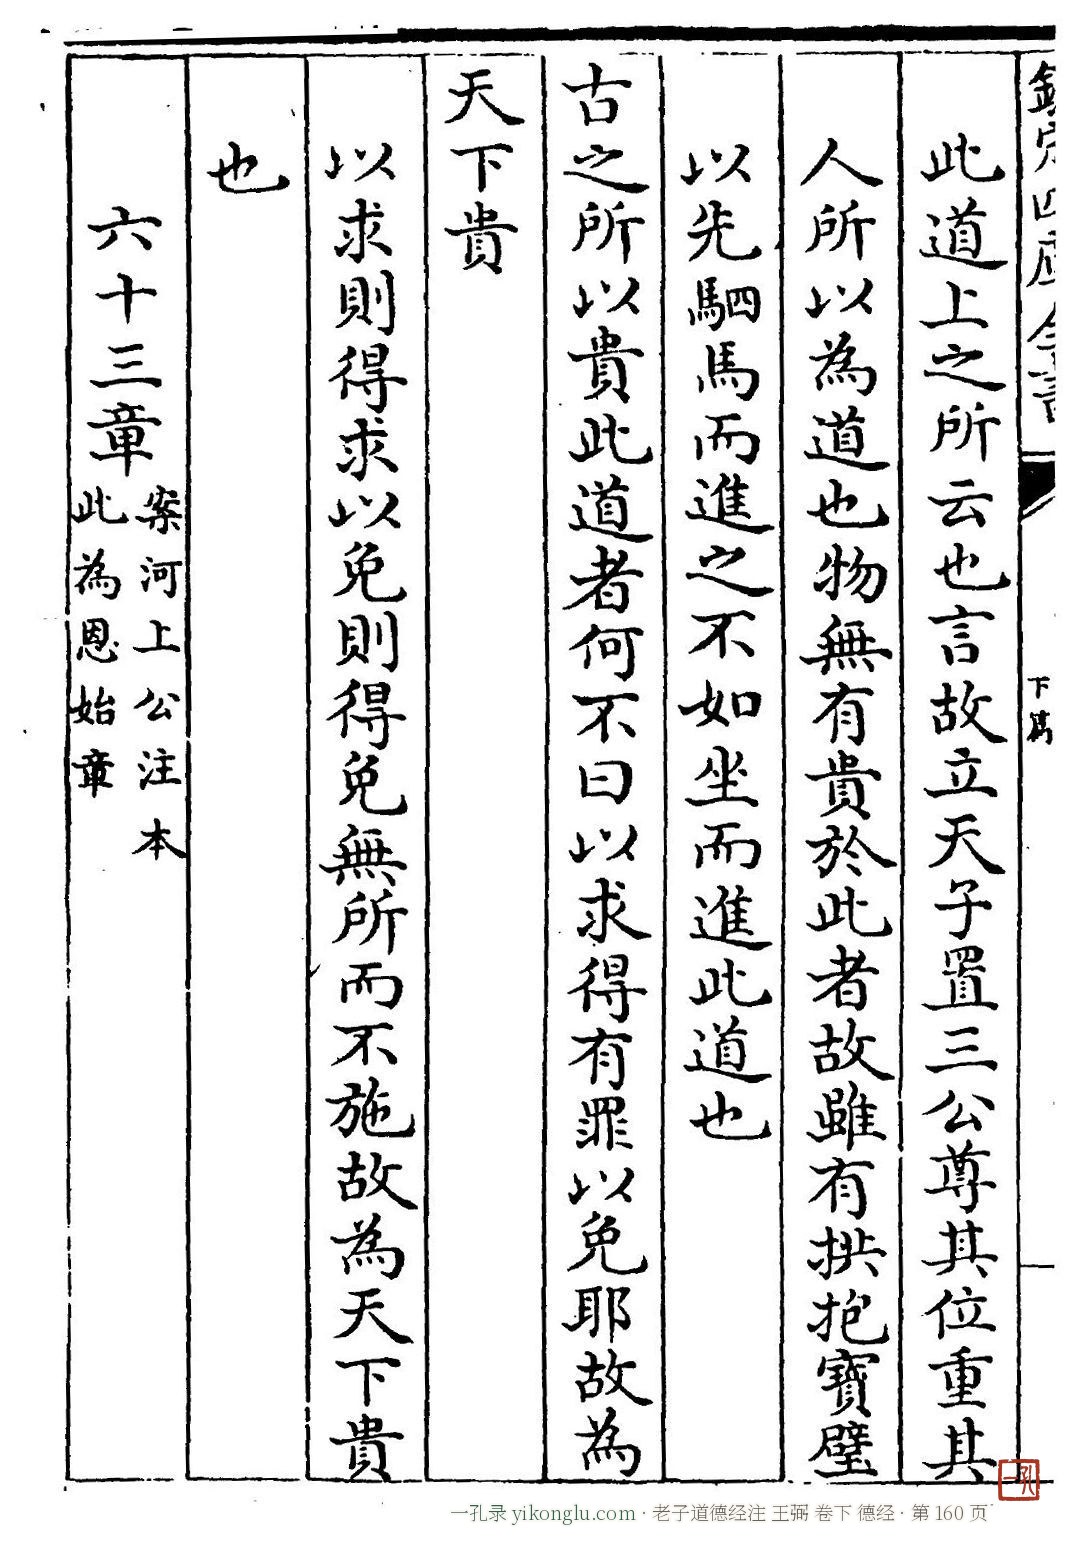 欽定四庫全書
下篇
此道上之所云也言故立天子置三公尊其位重其
人所以為道也物無有貴於此者故雖有拱抱寶璧
以先駟馬而進之不如坐而進此道也
古之所以貴此道者何不曰以求得有罪以免耶故為
天下貴
以求則得求以免則得免無所而不施故為天下貴
也
六十三章
案河上公注本
此為恩始章
一孔录 yikonglu.com · 老子道德经注 王弼 卷下 德经 · 第 160 页
一孔